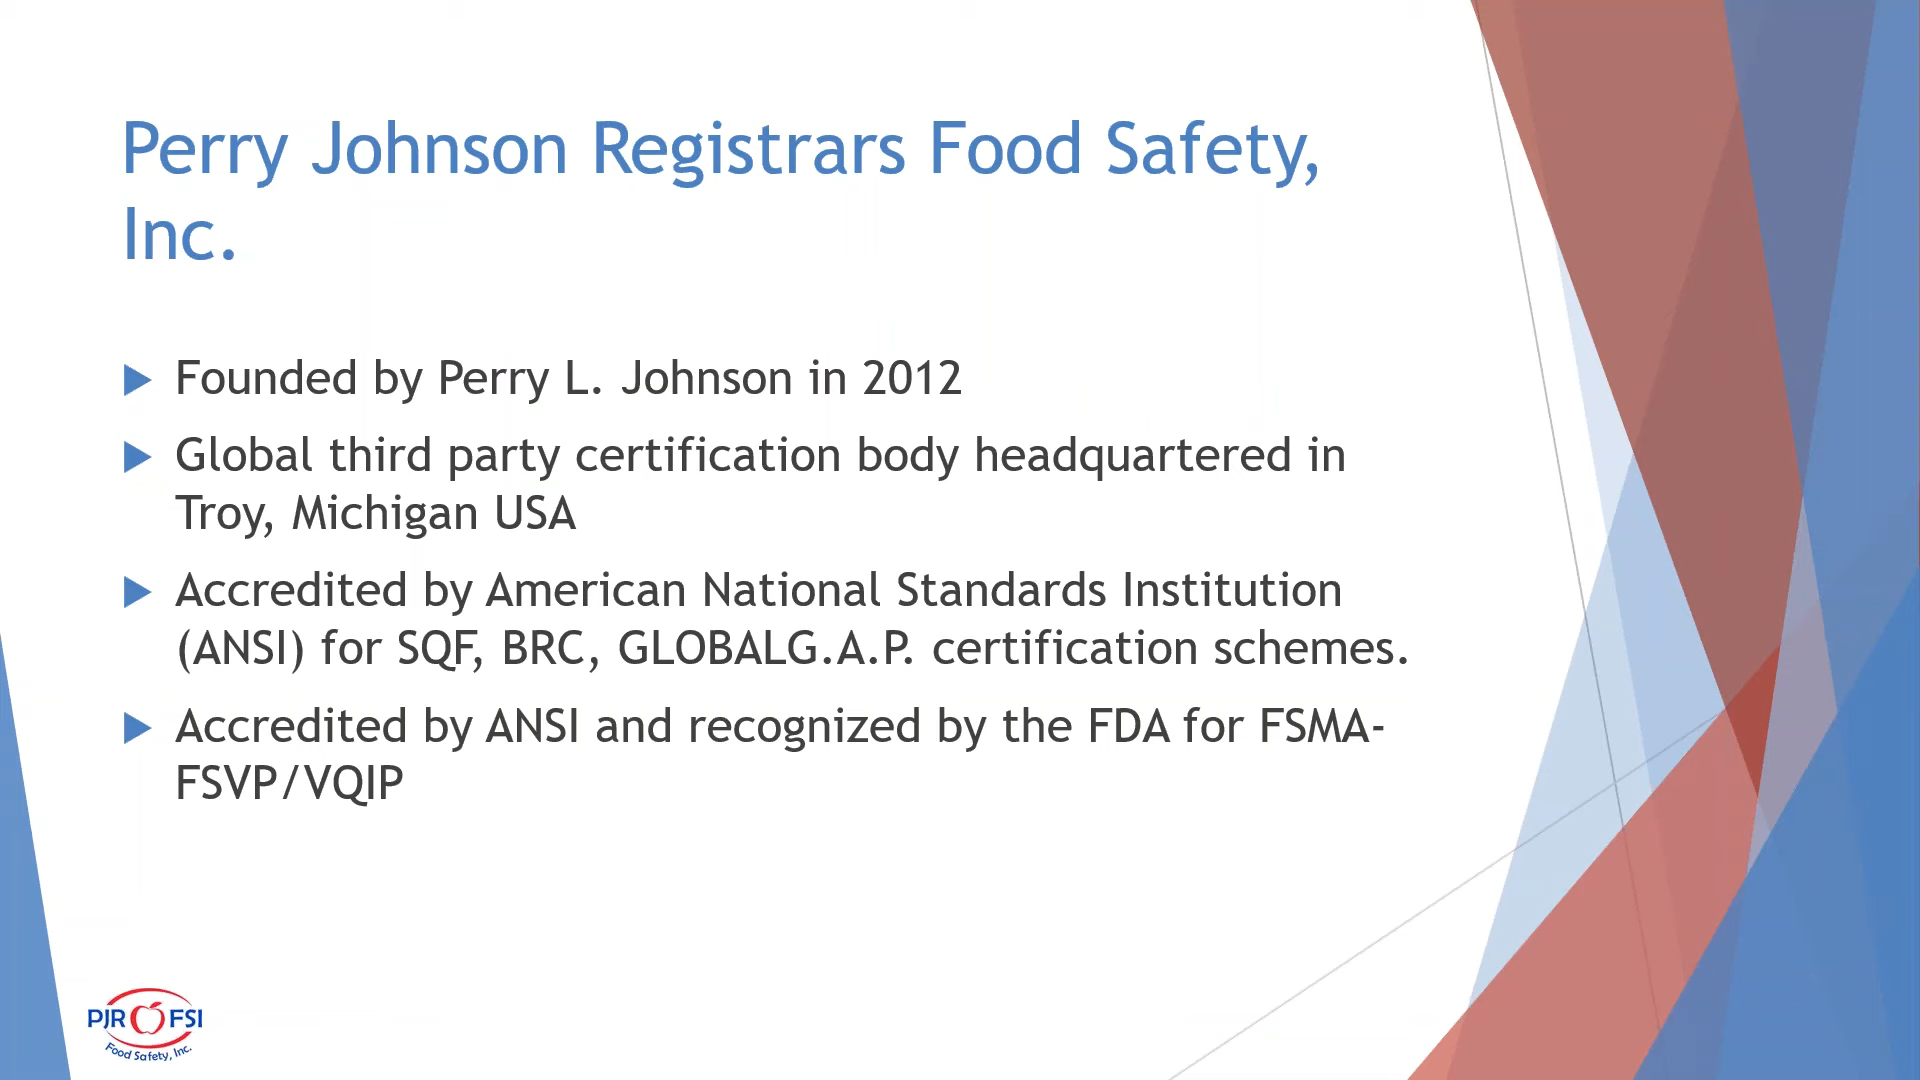 Perry Johnson Registrars Food Safety,
Inc.
Founded by Perry L. Johnson in 2012
Global third party certification body headquartered in
Troy, Michigan USA
Accredited by American National Standards Institution
(ANSI) for SQF, BRC, GLOBALG.A.P. certification schemes.
Accredited by ANSI and recognized by the FDA for FSMA-
FSVP/VQIP
PJR FSI
Food Safety, Inc.